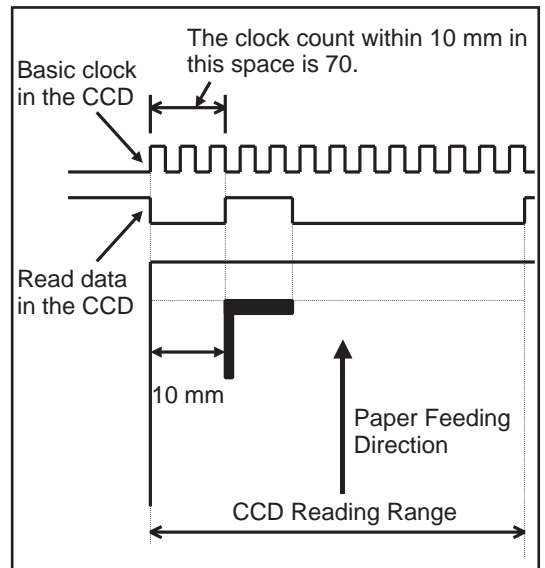 The clock count within 10 mm in
this space is 70.
Basic clock
in the CCD
Read data
in the CCD
10 mm
Paper Feeding
Direction
CCD Reading Range